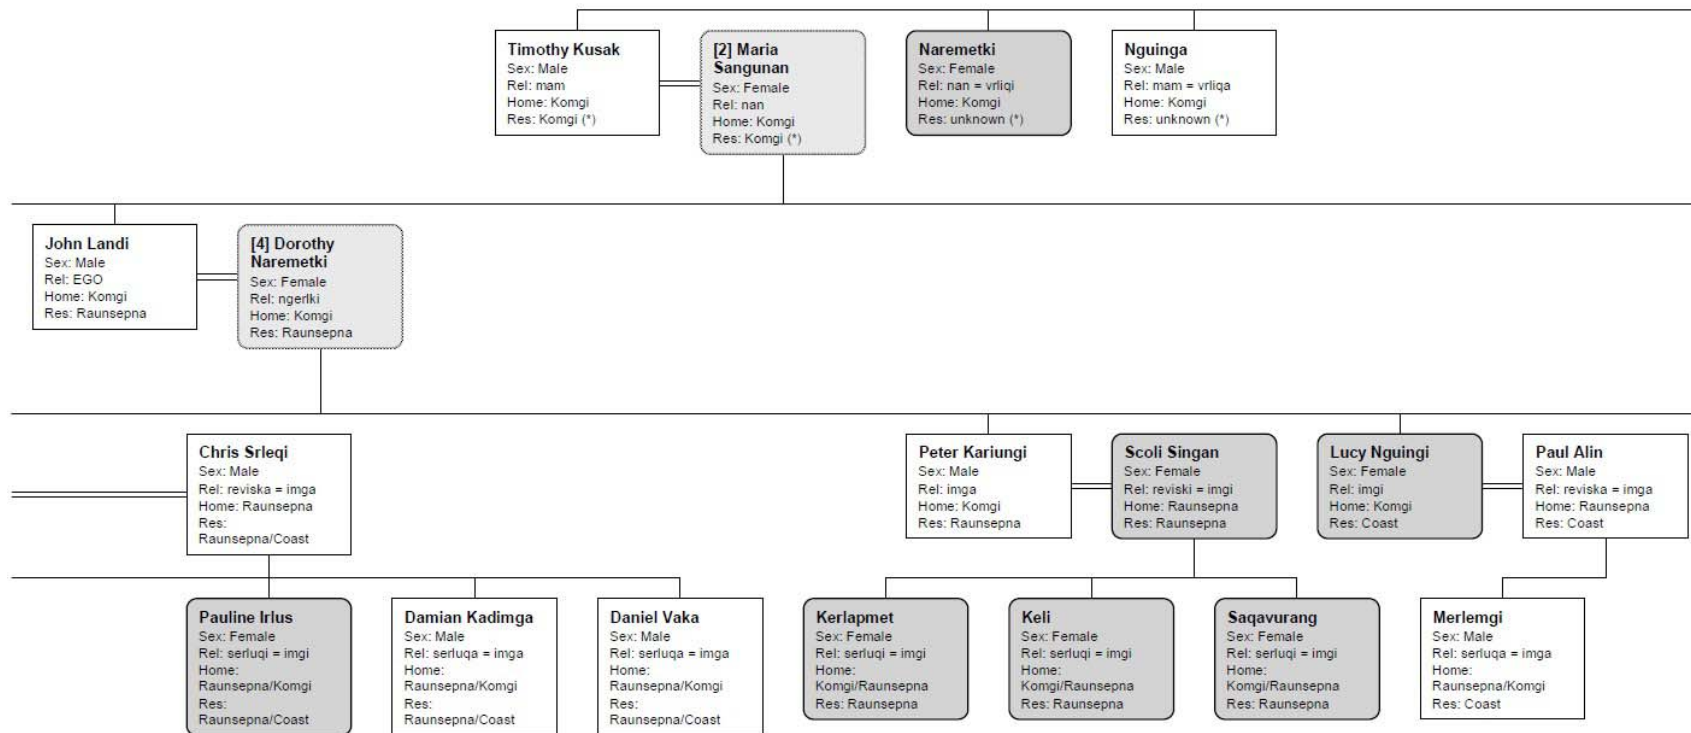 Timothy Kusak
Sex: Male
Rel: mam
Home: Komgi
Res: Komgi (*)
[2] Maria
Sangunan
Sex: Female
Rel: nan
Home: Komgi
Res: Komgi (*)
Naremetki
Sex: Female
Rel: nan = vrliqi
Home: Komgi
Res: unknown (*)
Nguinga
Sex: Male
Rel: mam = vrliqa
Home: Komgi
Res: unknown (*)
John Landi
Sex: Male
Rel: EGO
Home: Komgi
Res: Raunsepna
[4] Dorothy
Naremetki
Sex: Female
Rel: ngerlki
Home: Komgi
Res: Raunsepna
Chris Srleqi
Sex: Male
Rel: reviska = imga
Home: Raunsepna
Res:
Raunsepna/Coast
Peter Kariungi
Sex: Male
Rel: imga
Home: Komgi
Res: Raunsepna
Scoli Singan
Sex: Female
Rel: reviski = imgi
Home: Raunsepna
Res: Raunsepna
Lucy Nguingi
Sex: Female
Rel: imgi
Home: Komgi
Res: Coast
Paul Alin
Sex: Male
Rel: reviska = imga
Home: Raunsepna
Res: Coast
Pauline Irlus
Sex: Female
Rel: serluqi = imgi
Home:
Raunsepna/Komgi
Res:
Raunsepna/Coast
Damian Kadimga
Sex: Male
Rel: serluqa = imga
Home:
Raunsepna/Komgi
Res:
Raunsepna/Coast
Daniel Vaka
Sex: Male
Rel: serluqa = imga
Home:
Raunsepna/Komgi
Res:
Raunsepna/Coast
Kerlapmet
Sex: Female
Rel: serluqi = imgi
Home:
Komgi/Raunsepna
Res: Raunsepna
Keli
Sex: Female
Rel: serluqi = imgi
Home:
Komgi/Raunsepna
Res: Raunsepna
Saqavurang
Sex: Female
Rel: serluqi = imgi
Home:
Komgi/Raunsepna
Res: Raunsepna
Merlemgi
Sex: Male
Rel: serluqa = imga
Home:
Raunsepna/Komgi
Res: Coast